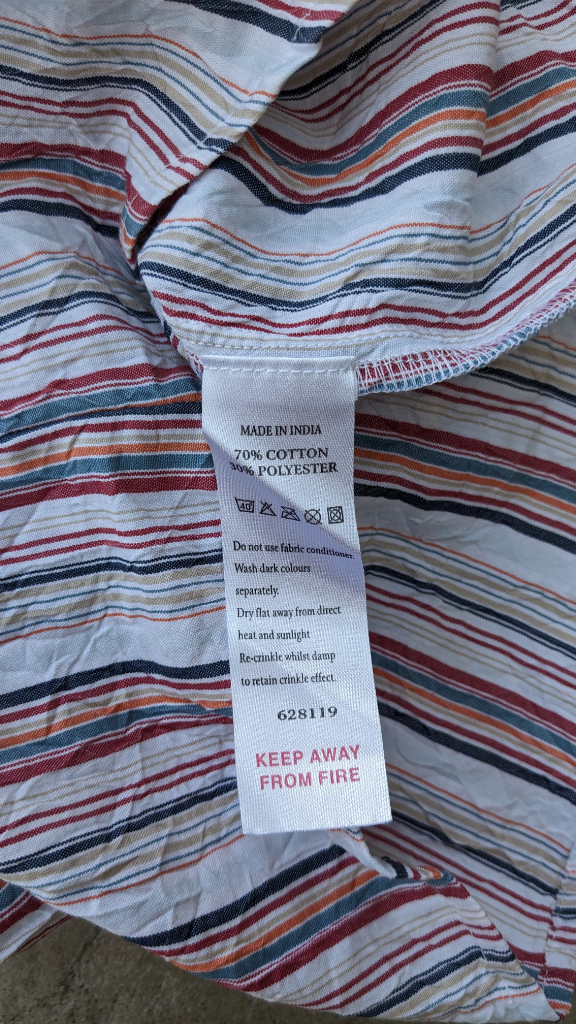 MADE IN INDIA
70% COTTON
30% POLYESTER
40
Do not use fabric conditioner.
Wash dark colours
separately.
Dry flat away from direct
heat and sunlight
Re-crinkle whilst damp
to retain crinkle effect.
628119
KEEP AWAY
FROM FIRE